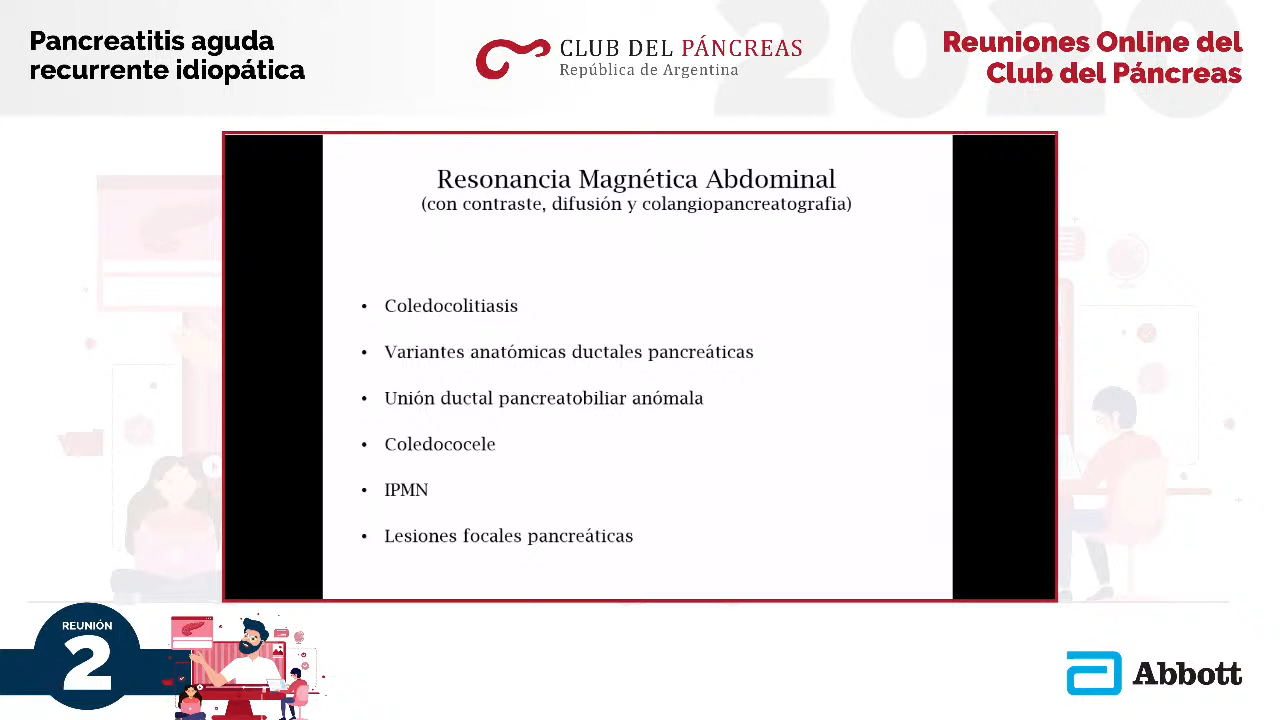 Pancreatitis aguda
recurrente idiopática
CLUB DEL PÁNCREAS
República de Argentina
2020
Reuniones Online del
Club del Páncreas
Resonancia Magnética Abdominal
(con contraste, difusión y colangiopancreatografia)
• Coledocolitiasis
• Variantes anatómicas ductales pancreáticas
• Unión ductal pancreatobiliar anómala
• Coledococele
• IPMN
• Lesiones focales pancreáticas
REUNIÓN
2
Abbott